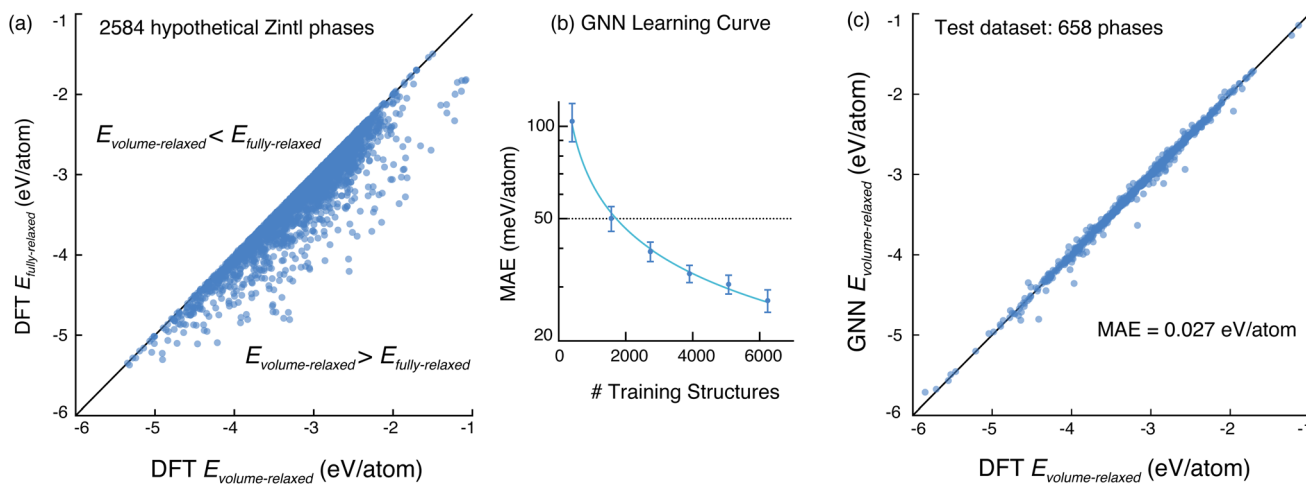 (a)
2584 hypothetical Zintl phases
E_volume-relaxed < E_fully-relaxed
E_volume-relaxed > E_fully-relaxed
DFT E_fully-relaxed (eV/atom)
-1
-2
-3
-4
-5
-6
-6
-5
-4
-3
-2
-1
DFT E_volume-relaxed (eV/atom)
(b) GNN Learning Curve
MAE (meV/atom)
100
50
20
0
2000
4000
6000
# Training Structures
(c)
Test dataset: 658 phases
MAE = 0.027 eV/atom
GNN E_volume-relaxed (eV/atom)
-1
-2
-3
-4
-5
-6
-6
-5
-4
-3
-2
-1
DFT E_volume-relaxed (eV/atom)